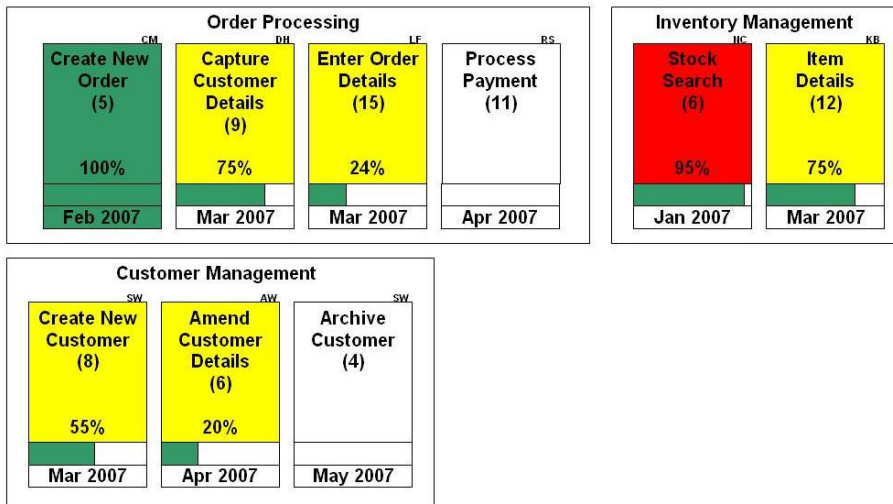 Order Processing
CM
Create New
Order
(5)
100%
Feb 2007
DH
Capture
Customer
Details
(9)
75%
Mar 2007
LF
Enter Order
Details
(15)
24%
Mar 2007
RS
Process
Payment
(11)
Apr 2007
Inventory Management
NC
Stock
Search
(6)
95%
Jan 2007
KB
Item
Details
(12)
75%
Mar 2007
Customer Management
SW
Create New
Customer
(8)
55%
Mar 2007
AW
Amend
Customer
Details
(6)
20%
Apr 2007
SW
Archive
Customer
(4)
May 2007